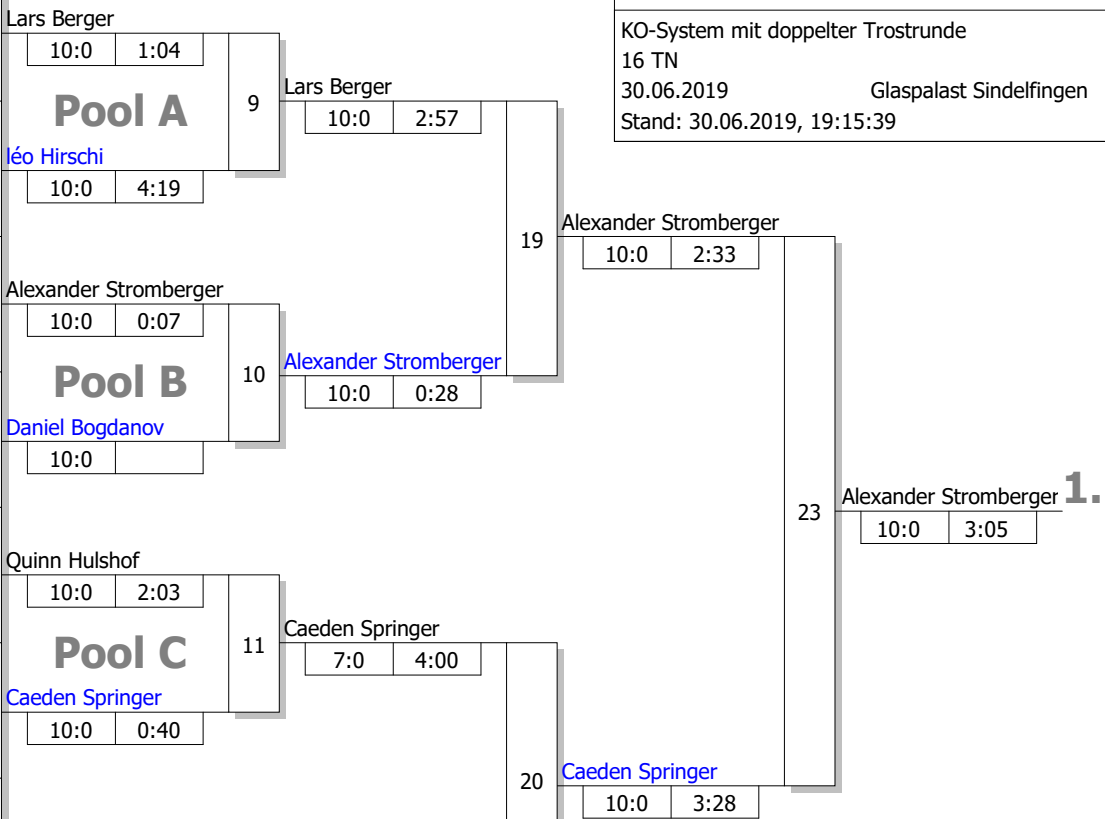 KO-System mit doppelter Trostrunde
16 TN
30.06.2019 Glaspalast Sindelfingen
Stand: 30.06.2019, 19:15:39
Lars Berger
10:0 1:04
Pool A
9
léo Hirschi
10:0 4:19
Lars Berger
10:0 2:57
Alexander Stromberger
10:0 0:07
Pool B
10
Daniel Bogdanov
10:0
Alexander Stromberger
10:0 0:28
19
Alexander Stromberger
10:0 2:33
Quinn Hulshof
10:0 2:03
Pool C
11
Caeden Springer
10:0 0:40
Caeden Springer
7:0 4:00
20
Caeden Springer
10:0 3:28
23
Alexander Stromberger 1.
10:0 3:05